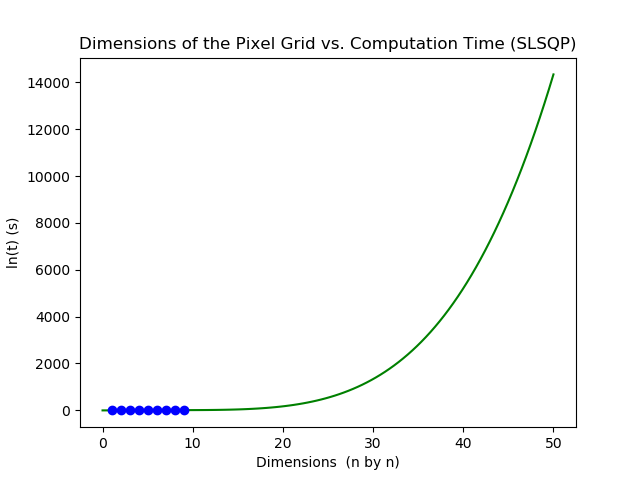 Dimensions of the Pixel Grid vs. Computation Time (SLSQP)
14000
12000
10000
8000
6000
4000
2000
0
ln(t) (s)
0 10 20 30 40 50
Dimensions (n by n)